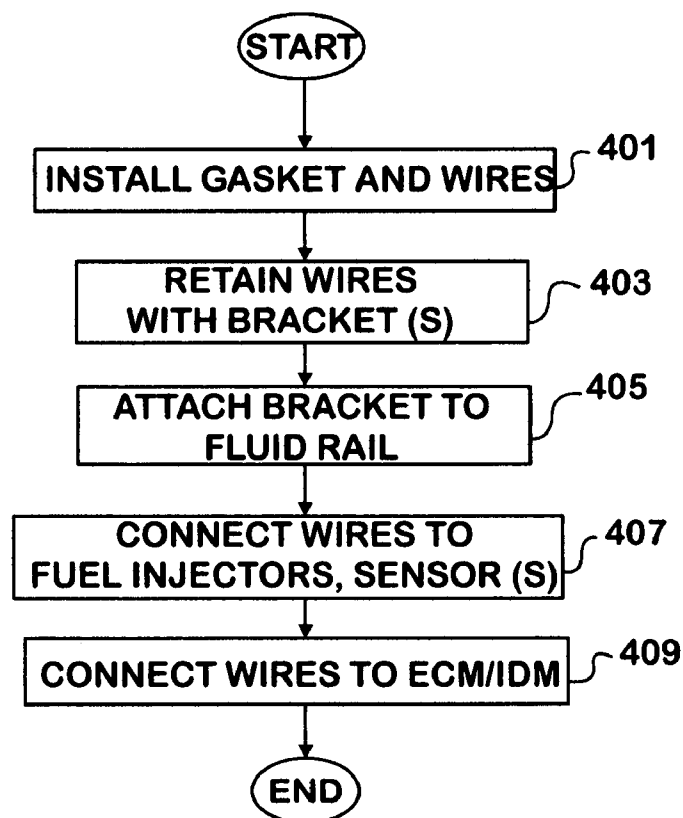 START
401
INSTALL GASKET AND WIRES
RETAIN WIRES
WITH BRACKET (S)
403
ATTACH BRACKET TO
FLUID RAIL
405
CONNECT WIRES TO
FUEL INJECTORS, SENSOR (S)
407
CONNECT WIRES TO ECM/IDM
409
END